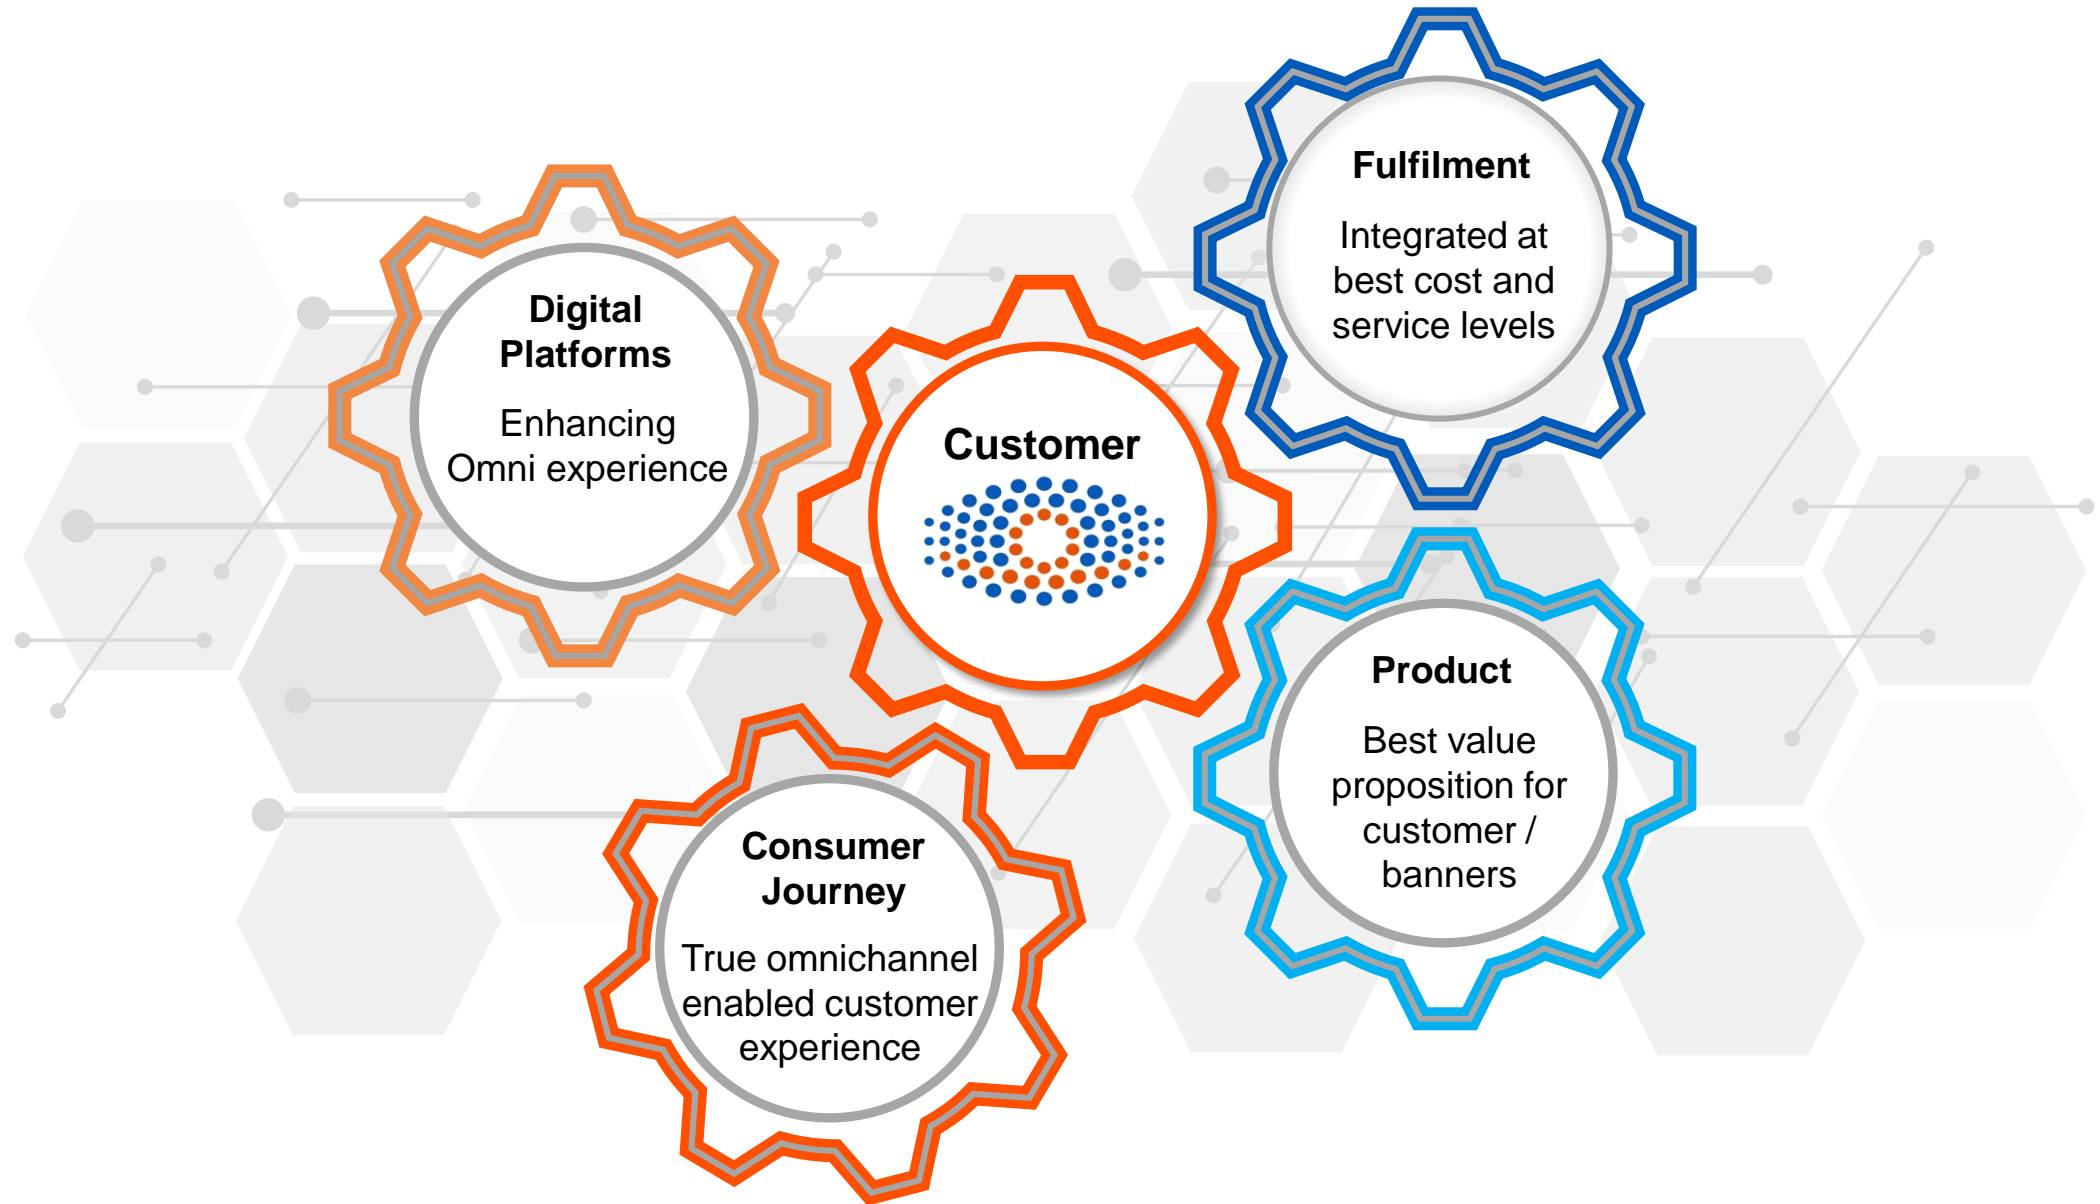 Fulfilment
Integrated at
best cost and
service levels
Digital
Platforms
Enhancing
Omni experience
Customer
Product
Best value
proposition for
customer /
banners
Consumer
Journey
True omnichannel
enabled customer
experience